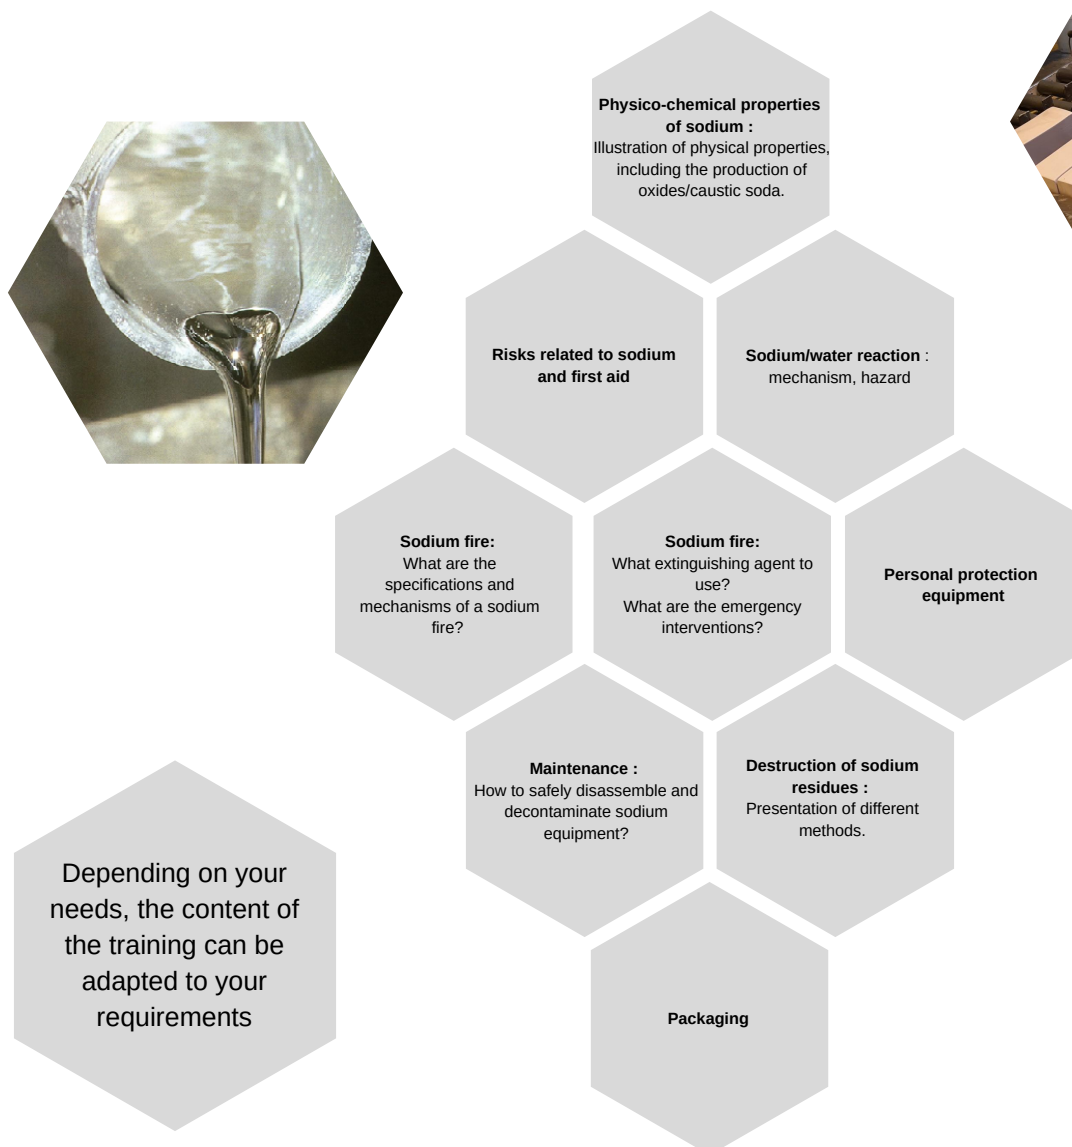 Physico-chemical properties
of sodium :
Illustration of physical properties,
including the production of
oxides/caustic soda.
Risks related to sodium
and first aid
Sodium/water reaction :
mechanism, hazard
Sodium fire:
What are the
specifications and
mechanisms of a sodium
fire?
Sodium fire:
What extinguishing agent to
use?
What are the emergency
interventions?
Personal protection
equipment
Maintenance :
How to safely disassemble and
decontaminate sodium
equipment?
Destruction of sodium
residues :
Presentation of different
methods.
Depending on your
needs, the content of
the training can be
adapted to your
requirements
Packaging